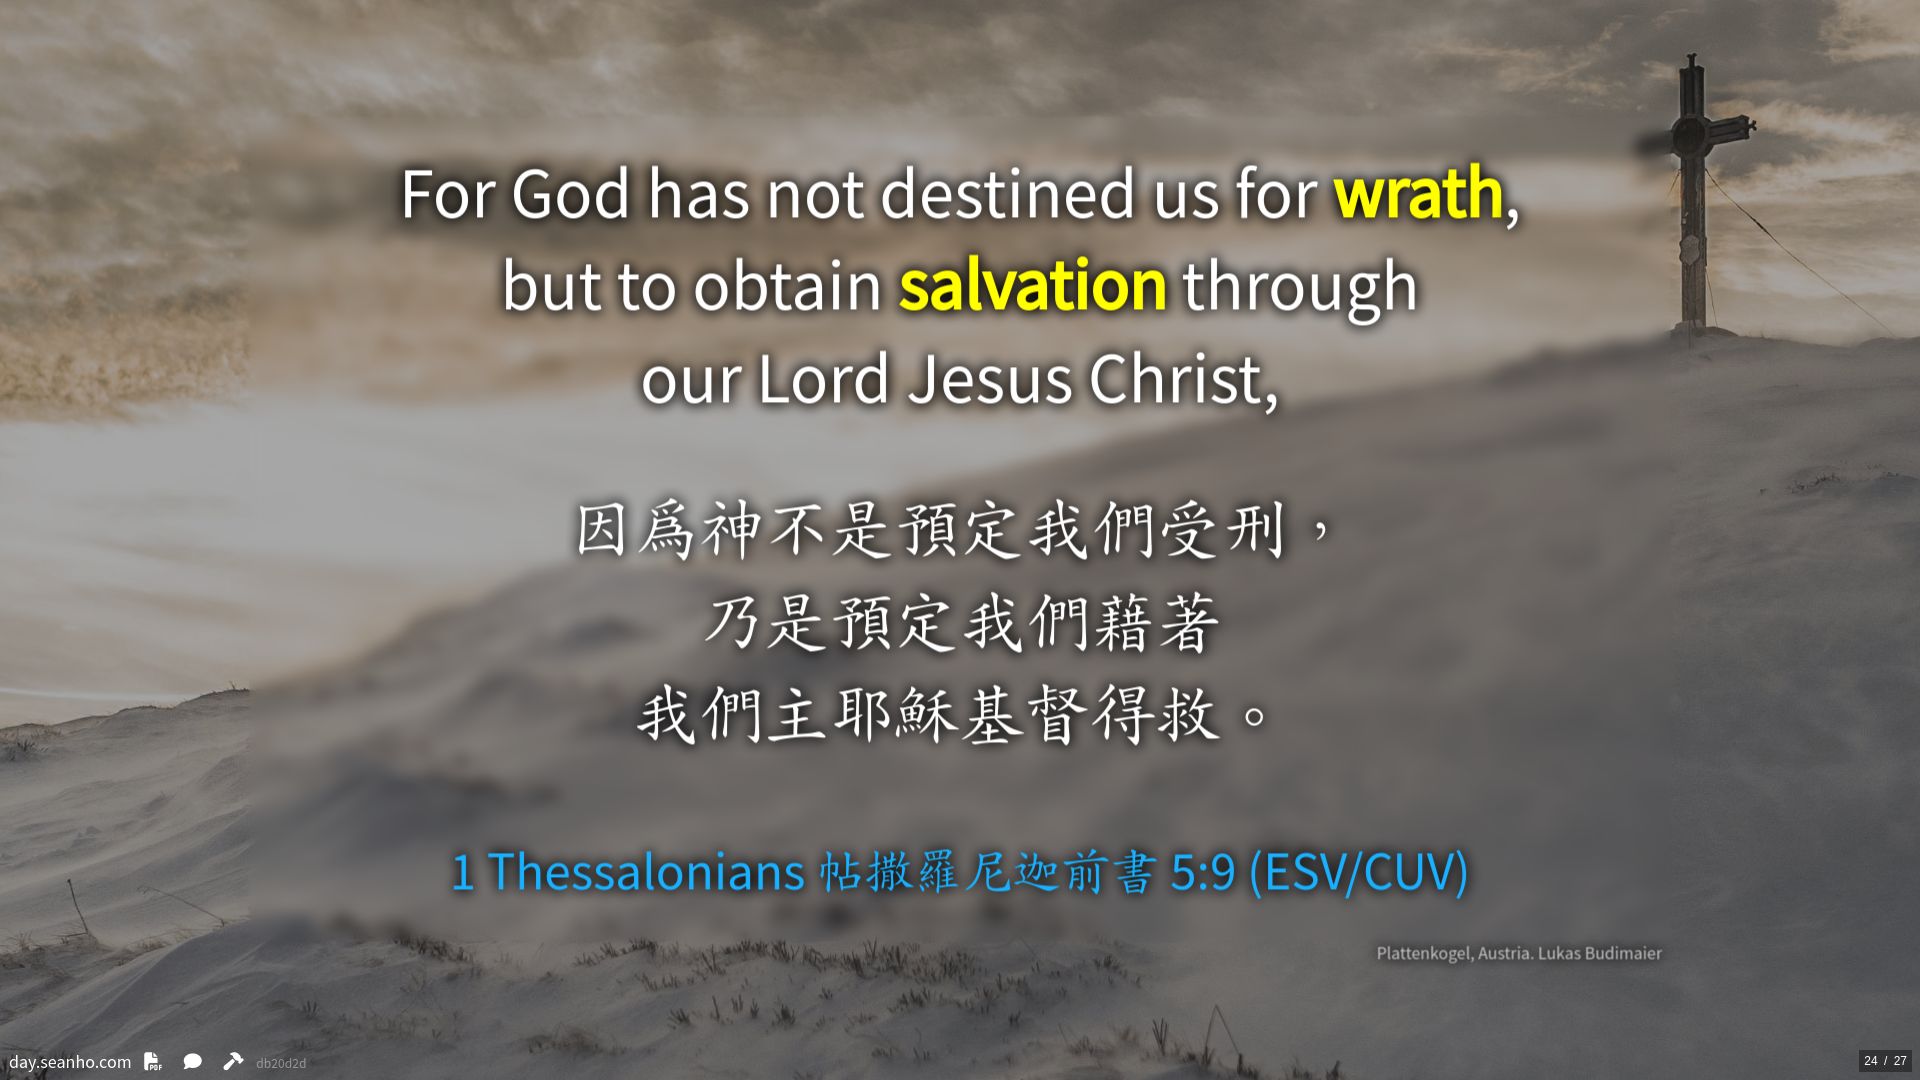 For God has not destined us for wrath,
but to obtain salvation through
our Lord Jesus Christ,
因爲神不是預定我們受刑，
乃是預定我們藉著
我們主耶穌基督得救。
1 Thessalonians 帖撒羅尼迦前書 5:9 (ESV/CUV)
Plattenkogel, Austria. Lukas Budimaier
day.seanho.com PDF db20d2d
24 / 27